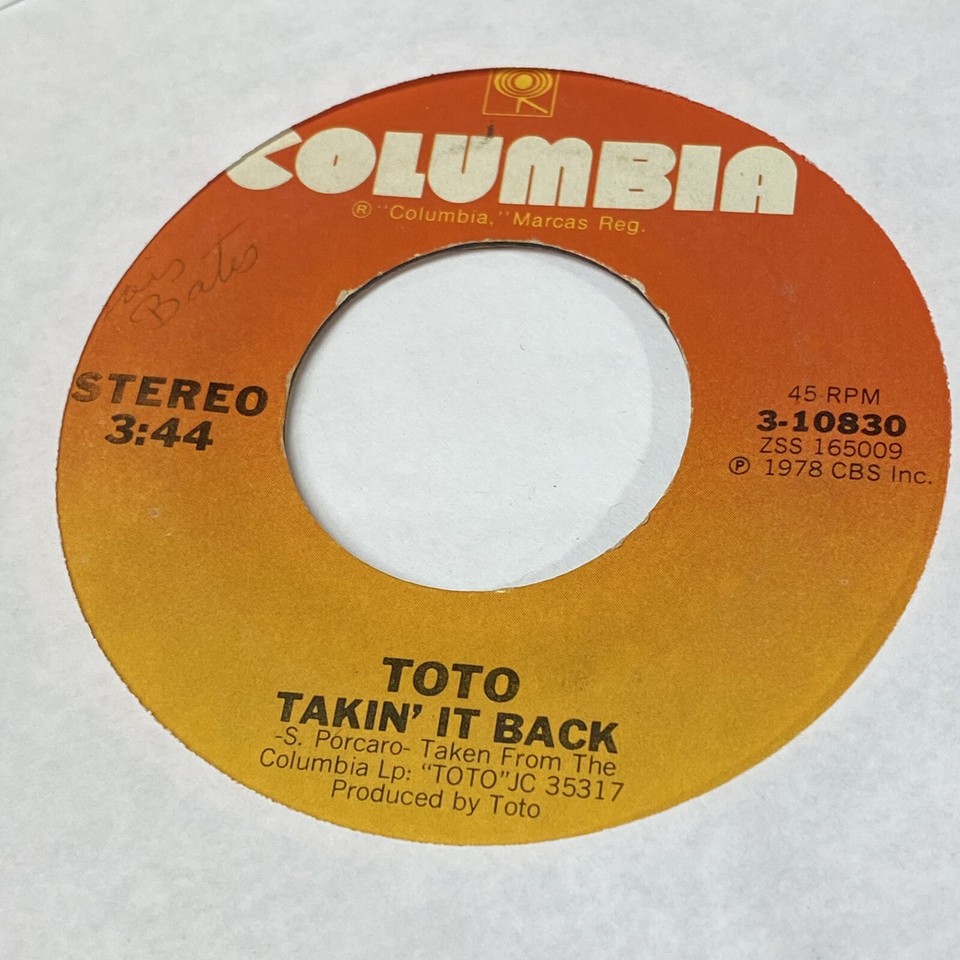 COLUMBIA
® "Columbia," Marcas Reg.
Bates
STEREO
3:44
45 RPM
3-10830
ZSS 165009
℗ 1978 CBS Inc.
TOTO
TAKIN' IT BACK
-S. Porcaro- Taken From The
Columbia Lp: "TOTO" JC 35317
Produced by Toto